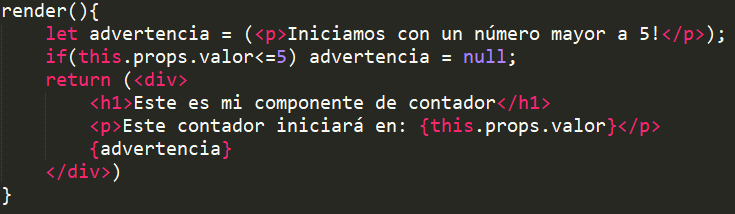 render(){
let advertencia = (<p>Iniciamos con un número mayor a 5!</p>);
if(this.props.valor<=5) advertencia = null;
return (<div>
<h1>Este es mi componente de contador</h1>
<p>Este contador iniciará en: {this.props.valor}</p>
{advertencia}
</div>)
}